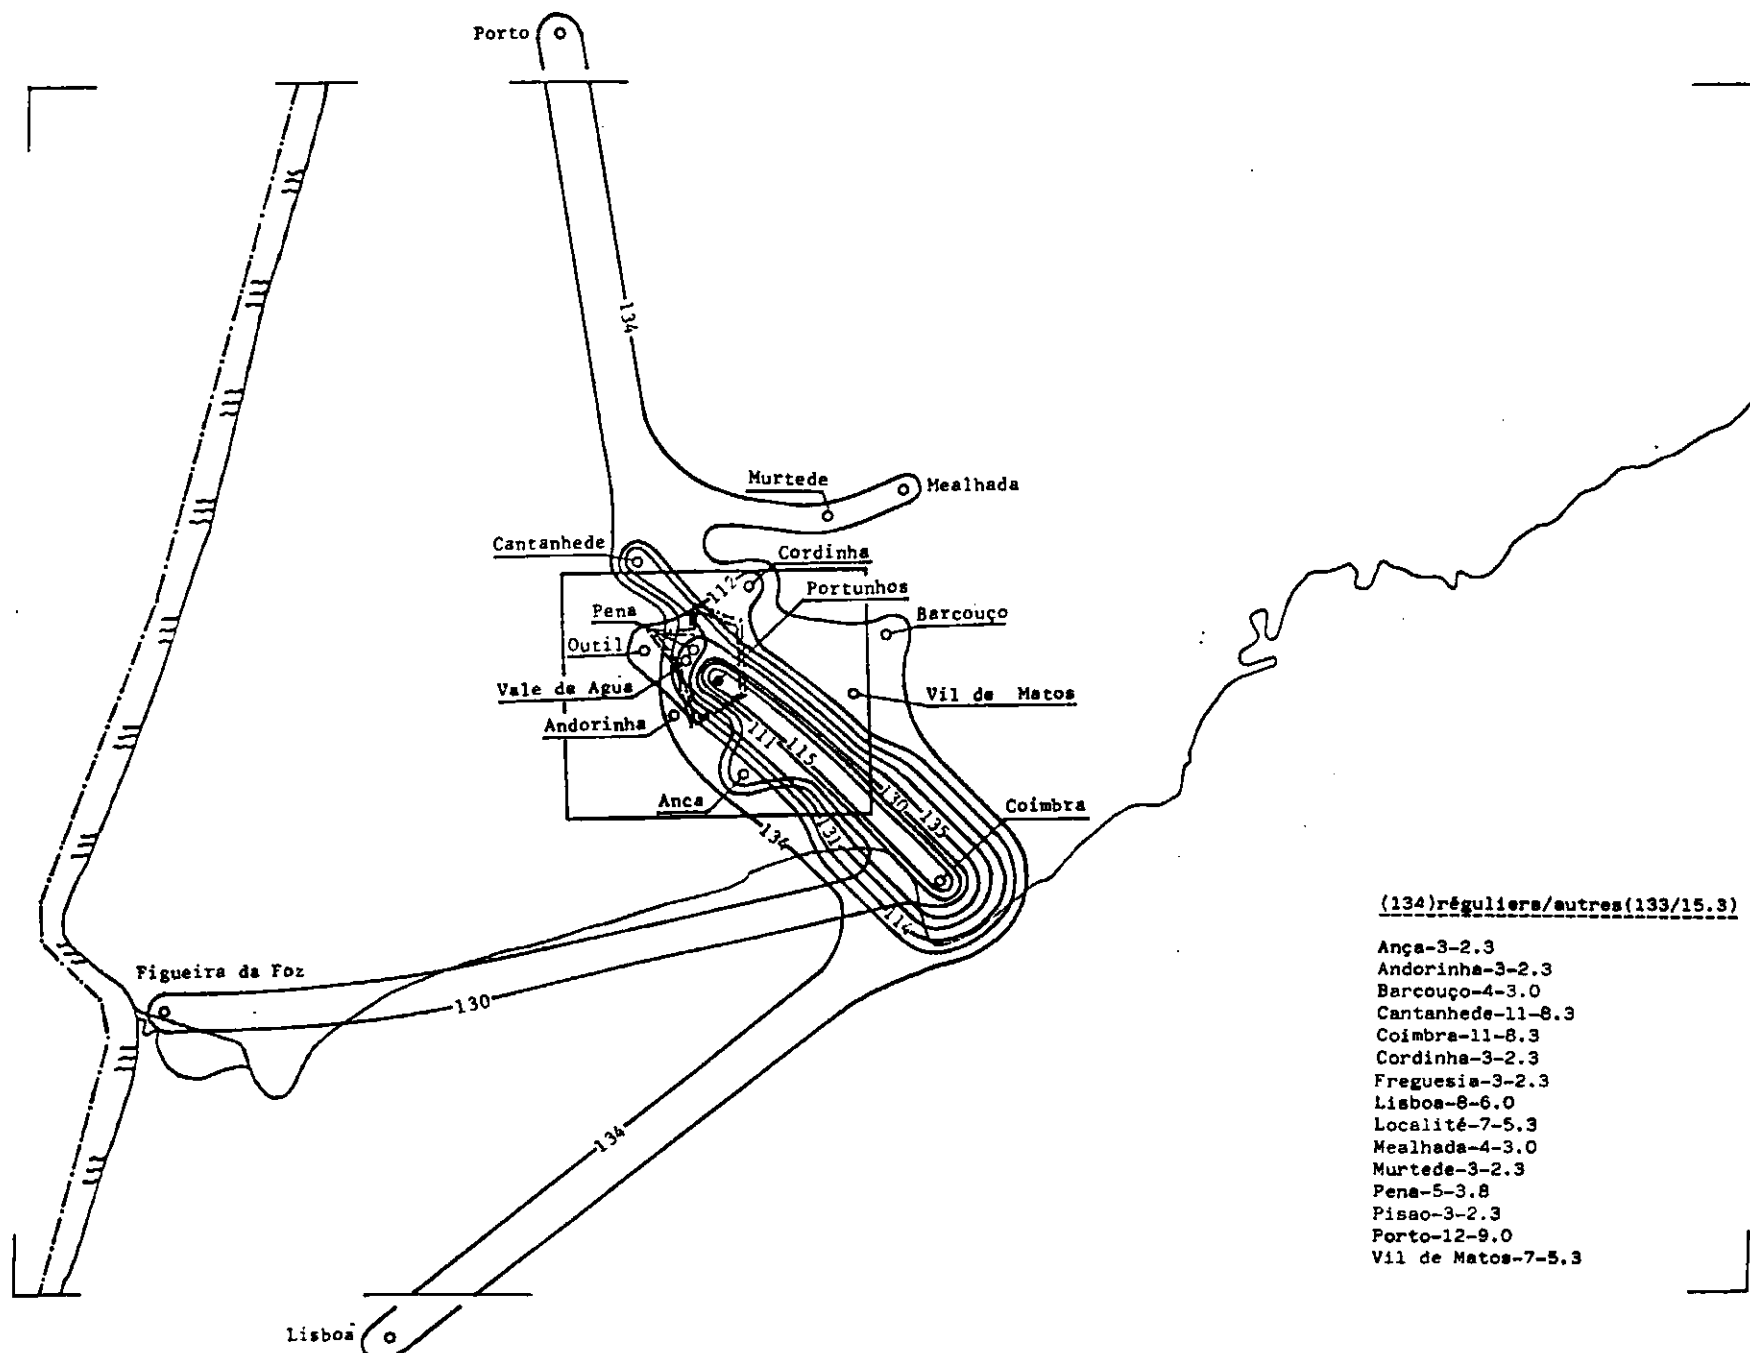 Porto
134
Murtede
Mealhada
Cantanhede
Cordinha
112
Portunhos
Pena
Barcouço
Outil
Vale de Agua
Vil de Matos
Andorinha
111
115
Anca
130
135
Coimbra
134
131
114
Figueira da Foz
130
134
Lisboa
(134)réguliers/autres(133/15.3)
Ança-3-2.3
Andorinha-3-2.3
Barcouço-4-3.0
Cantanhede-11-8.3
Coimbra-11-8.3
Cordinha-3-2.3
Freguesia-3-2.3
Lisboa-8-6.0
Localité-7-5.3
Mealhada-4-3.0
Murtede-3-2.3
Pena-5-3.8
Pisao-3-2.3
Porto-12-9.0
Vil de Matos-7-5.3